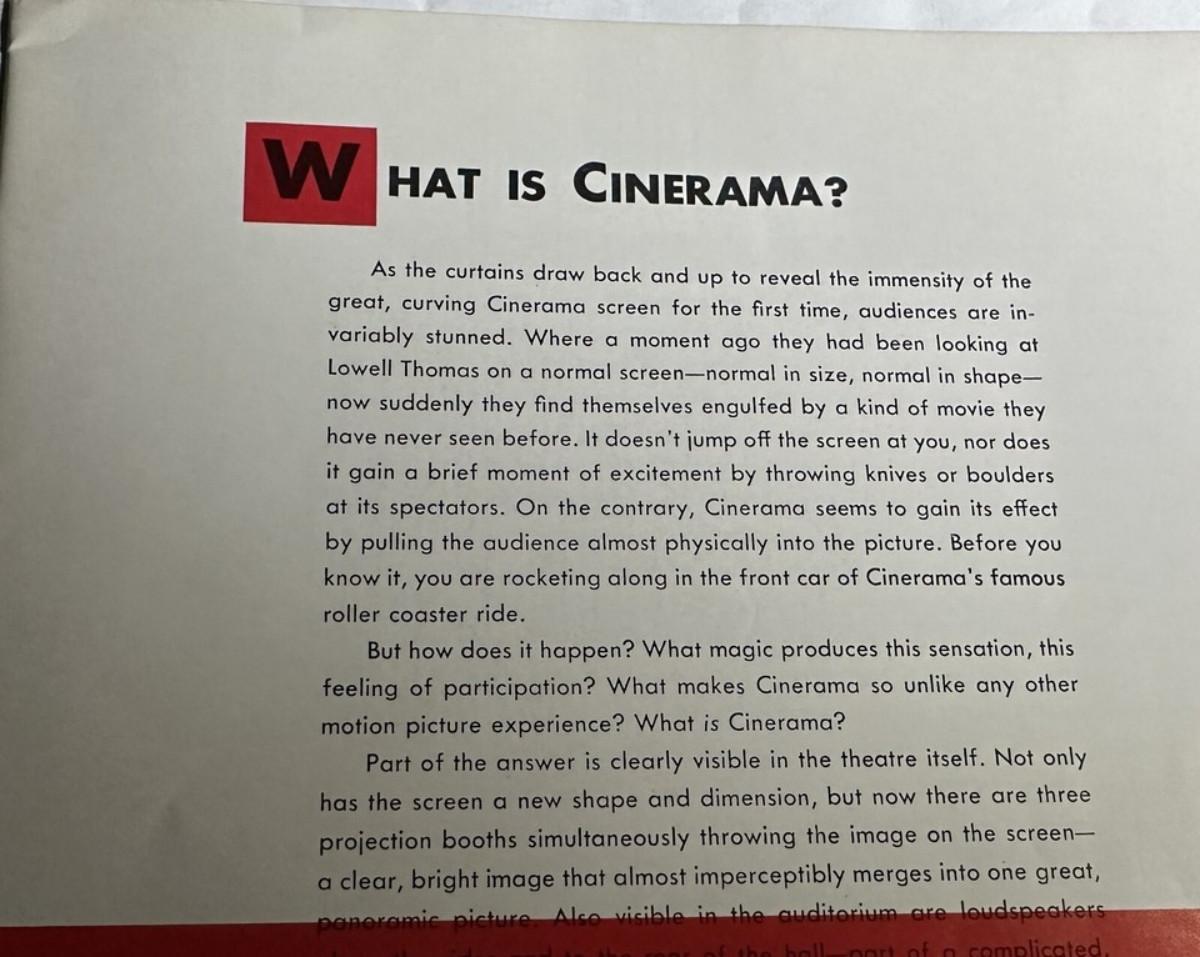 WHAT IS CINERAMA?
As the curtains draw back and up to reveal the immensity of the
great, curving Cinerama screen for the first time, audiences are in-
variably stunned. Where a moment ago they had been looking at
Lowell Thomas on a normal screen—normal in size, normal in shape—
now suddenly they find themselves engulfed by a kind of movie they
have never seen before. It doesn't jump off the screen at you, nor does
it gain a brief moment of excitement by throwing knives or boulders
at its spectators. On the contrary, Cinerama seems to gain its effect
by pulling the audience almost physically into the picture. Before you
know it, you are rocketing along in the front car of Cinerama's famous
roller coaster ride.
But how does it happen? What magic produces this sensation, this
feeling of participation? What makes Cinerama so unlike any other
motion picture experience? What is Cinerama?
Part of the answer is clearly visible in the theatre itself. Not only
has the screen a new shape and dimension, but now there are three
projection booths simultaneously throwing the image on the screen—
a clear, bright image that almost imperceptibly merges into one great,
panoramic picture. Also visible in the auditorium are loudspeakers
and to the rear of the hall—part of a complicated,